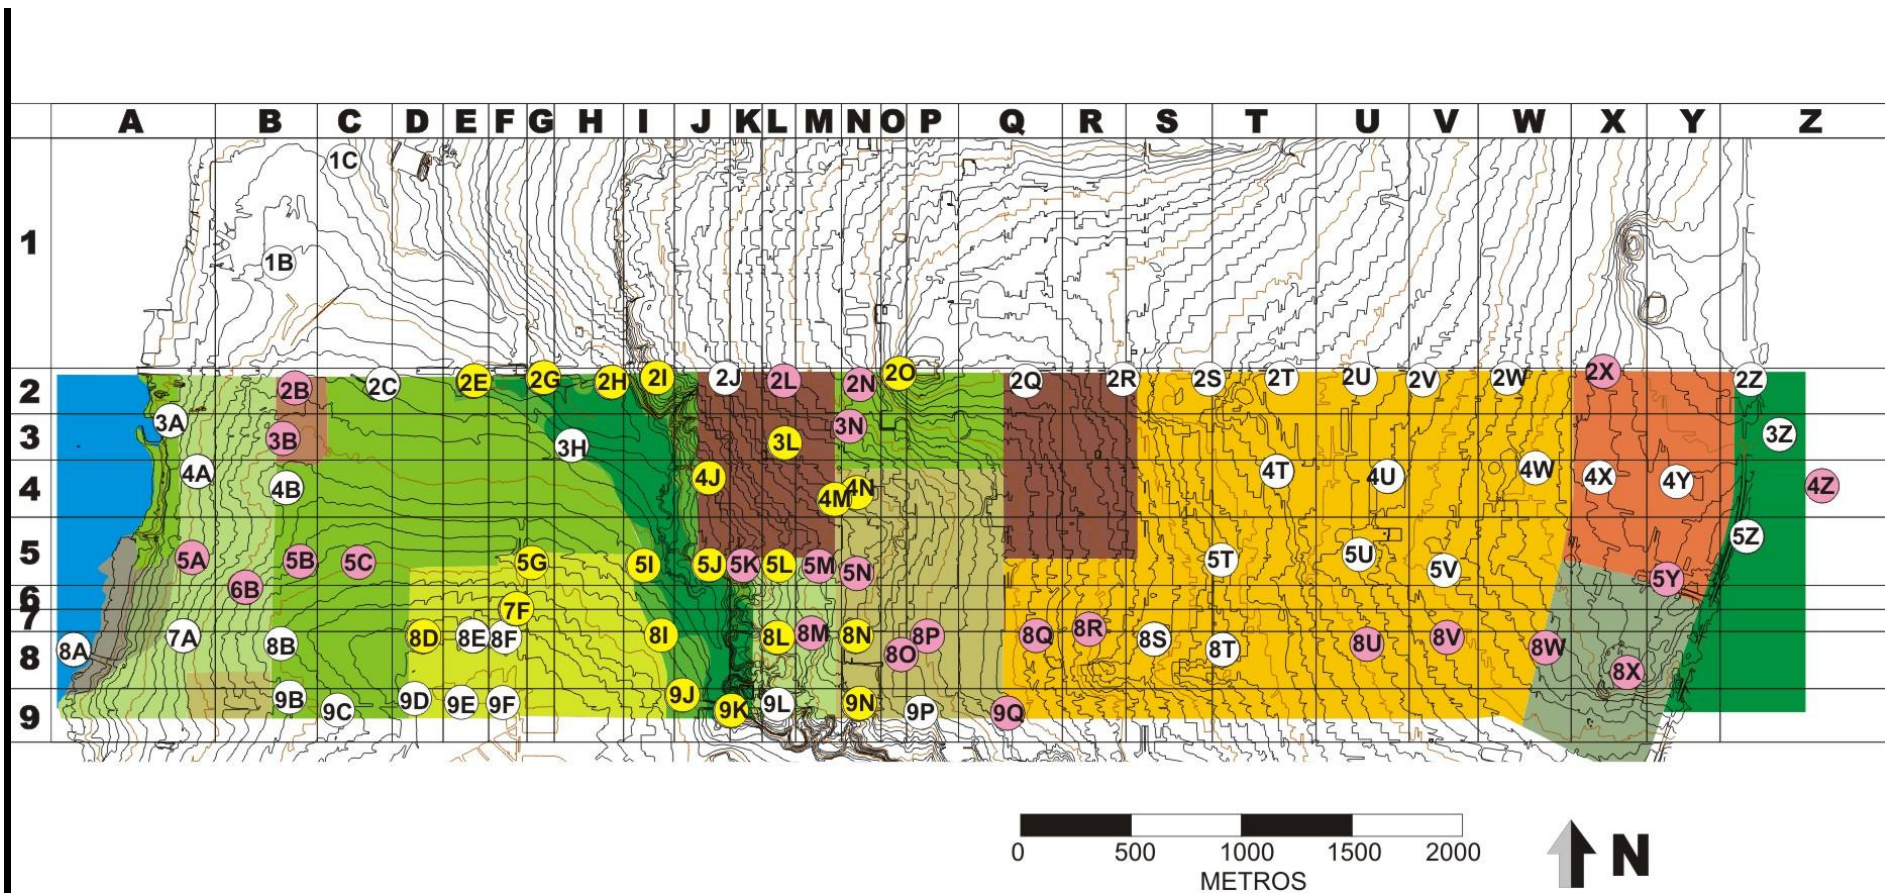 A B C D E F G H I J K L M N O P Q R S T U V W X Y Z
1C
1
1B
2 2B 2C 2E 2G 2H 2I 2J 2L 2N 2O 2Q 2R 2S 2T 2U 2V 2W 2X 2Z
3 3A 3B 3H 3L 3N 3Z
4 4A 4B 4J 4M 4N 4T 4U 4W 4X 4Y 4Z
5 5A 5B 5C 5G 5I 5J 5K 5L 5M 5N 5T 5U 5V 5Y 5Z
6 6B
7 7F
7A
8 8A 8B 8D 8E 8F 8I 8L 8M 8N 8O 8P 8Q 8R 8S 8T 8U 8V 8W 8X
9 9B 9C 9D 9E 9F 9J 9K 9L 9N 9P 9Q
0 500 1000 1500 2000
METROS
N